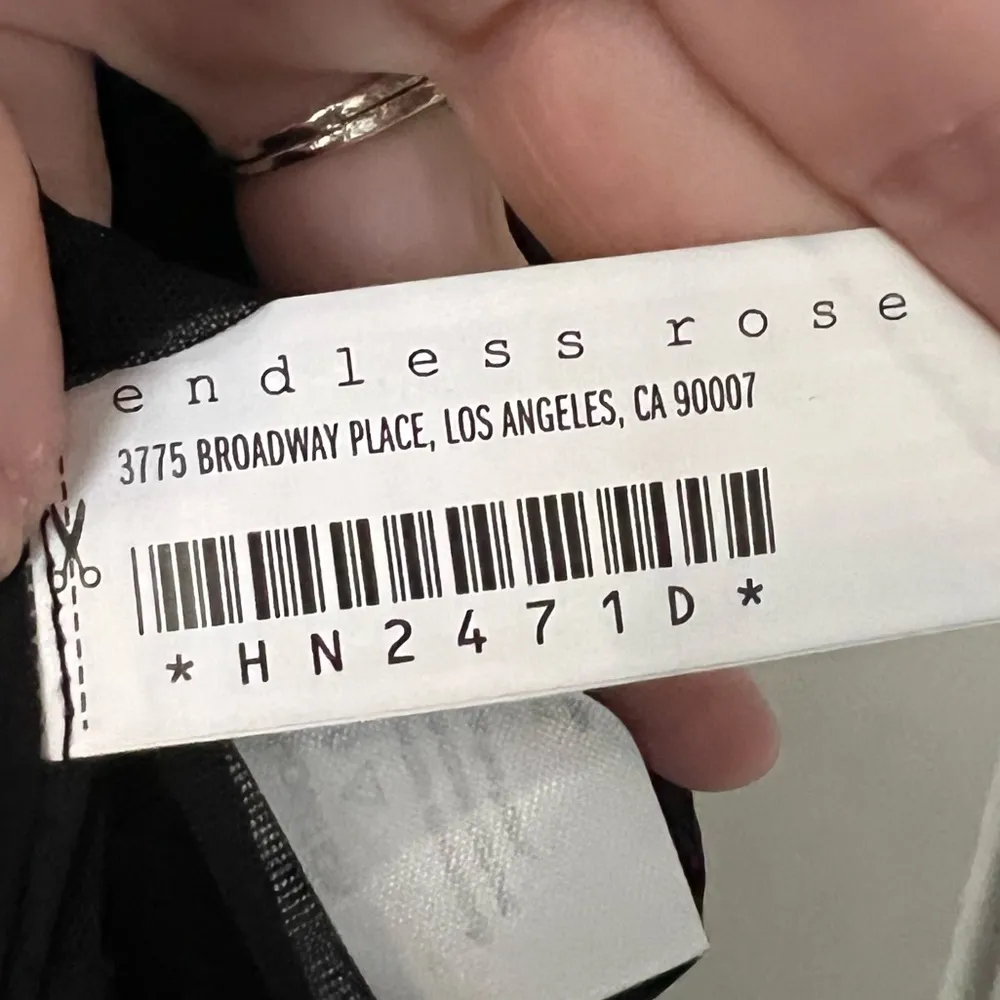 endless rose
3775 BROADWAY PLACE, LOS ANGELES, CA 90007
*HN2471D*